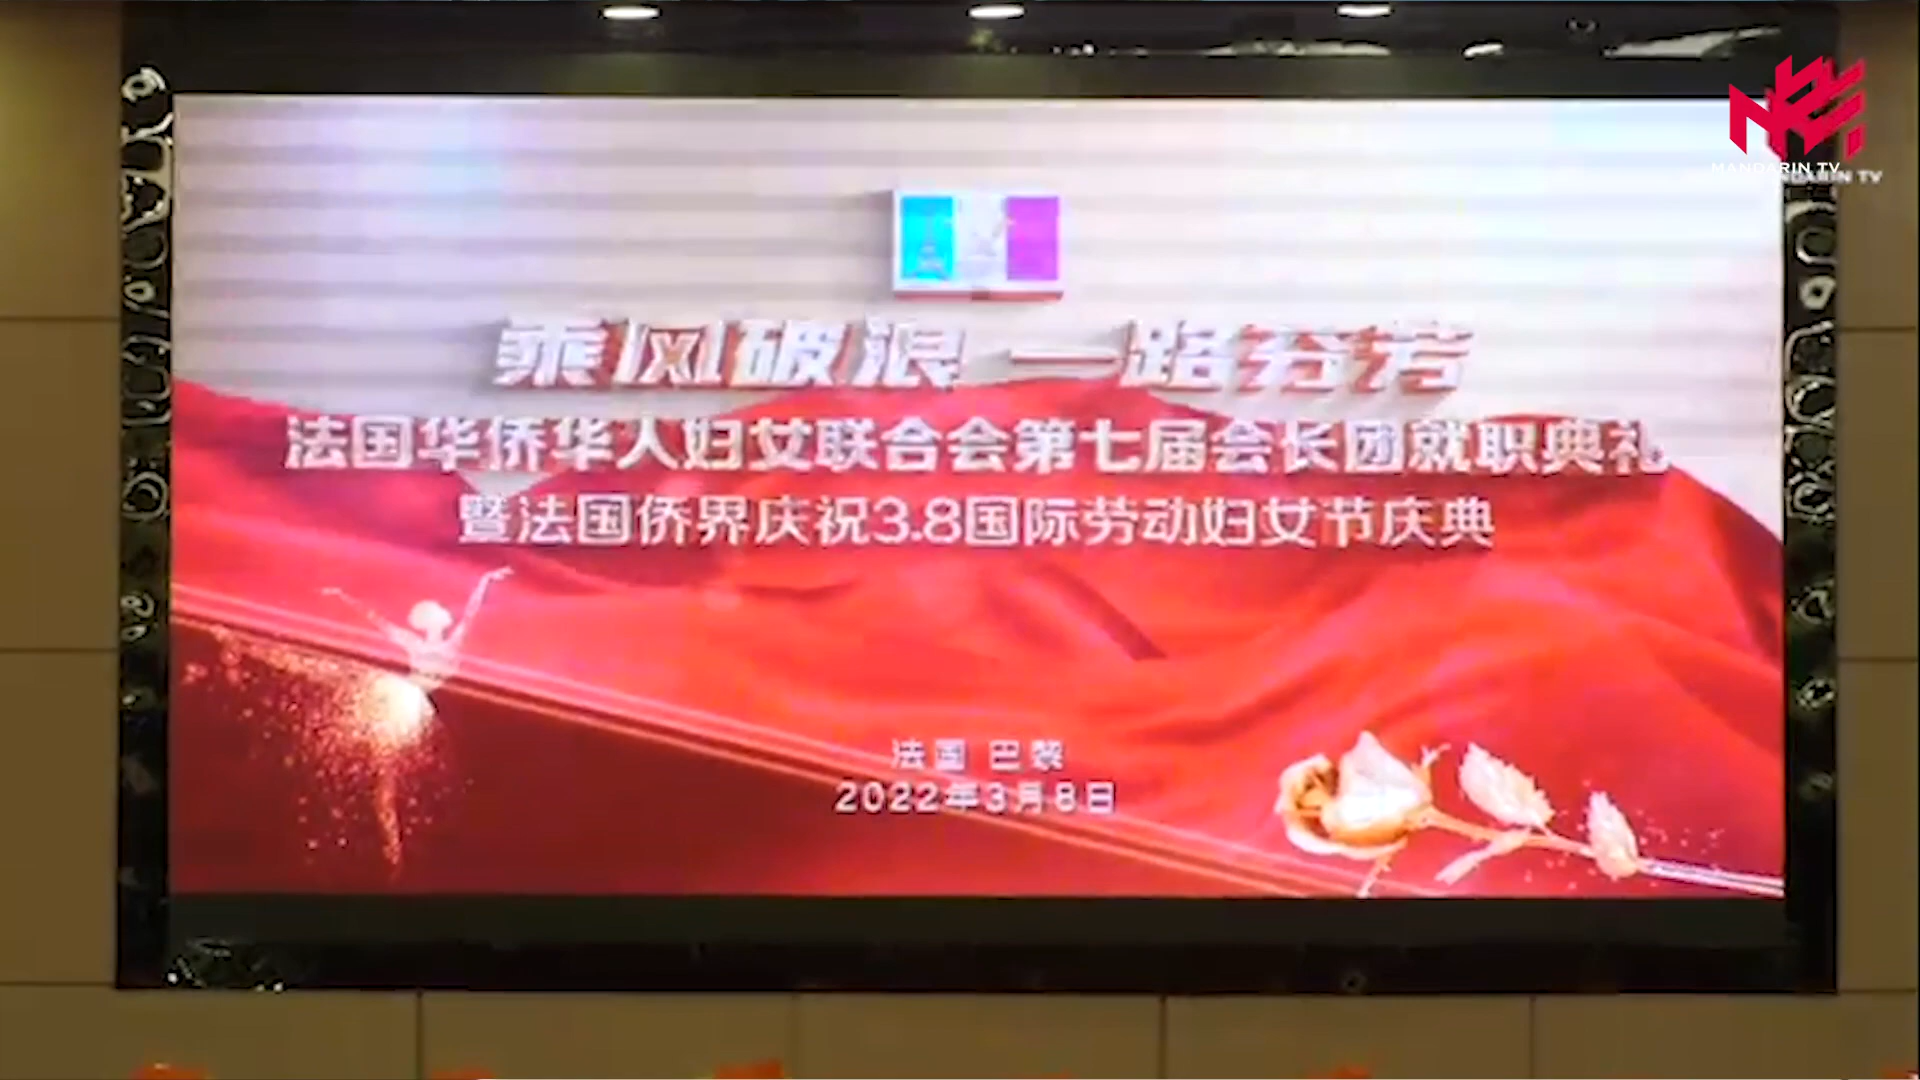 MANDARIN TV
乘风破浪 一路芬芳
法国华侨华人妇女联合会第七届会长团就职典礼
暨法国侨界庆祝3.8国际劳动妇女节庆典
法国 巴黎
2022年3月8日